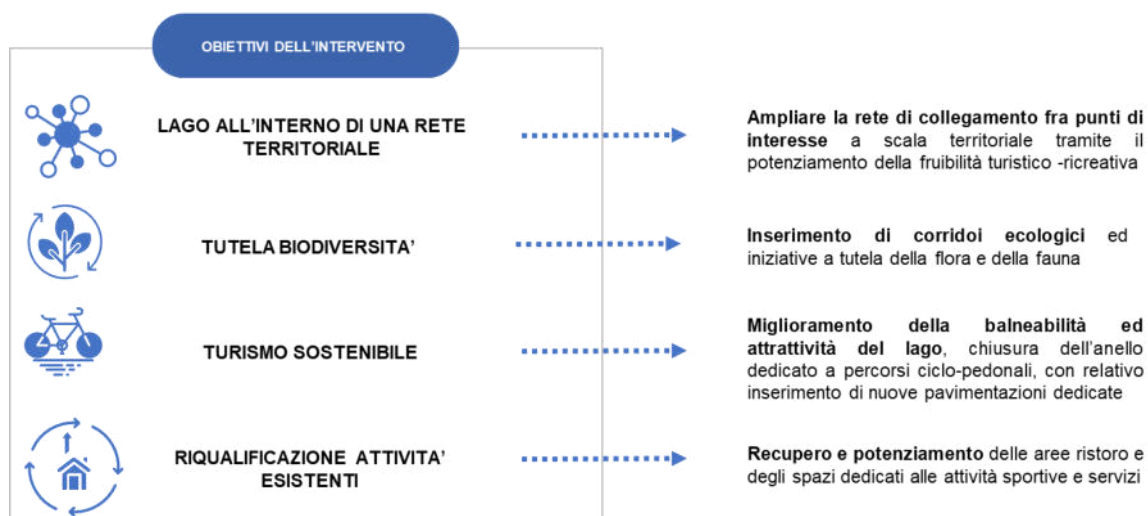 OBIETTIVI DELL'INTERVENTO
LAGO ALL'INTERNO DI UNA RETE
TERRITORIALE
Ampliare la rete di collegamento fra punti di
interesse a scala territoriale tramite il
potenziamento della fruibilità turistico -ricreativa
TUTELA BIODIVERSITA'
Inserimento di corridoi ecologici ed
iniziative a tutela della flora e della fauna
TURISMO SOSTENIBILE
Miglioramento della balneabilità ed
attrattività del lago, chiusura dell'anello
dedicato a percorsi ciclo-pedonali, con relativo
inserimento di nuove pavimentazioni dedicate
RIQUALIFICAZIONE ATTIVITA'
ESISTENTI
Recupero e potenziamento delle aree ristoro e
degli spazi dedicati alle attività sportive e servizi